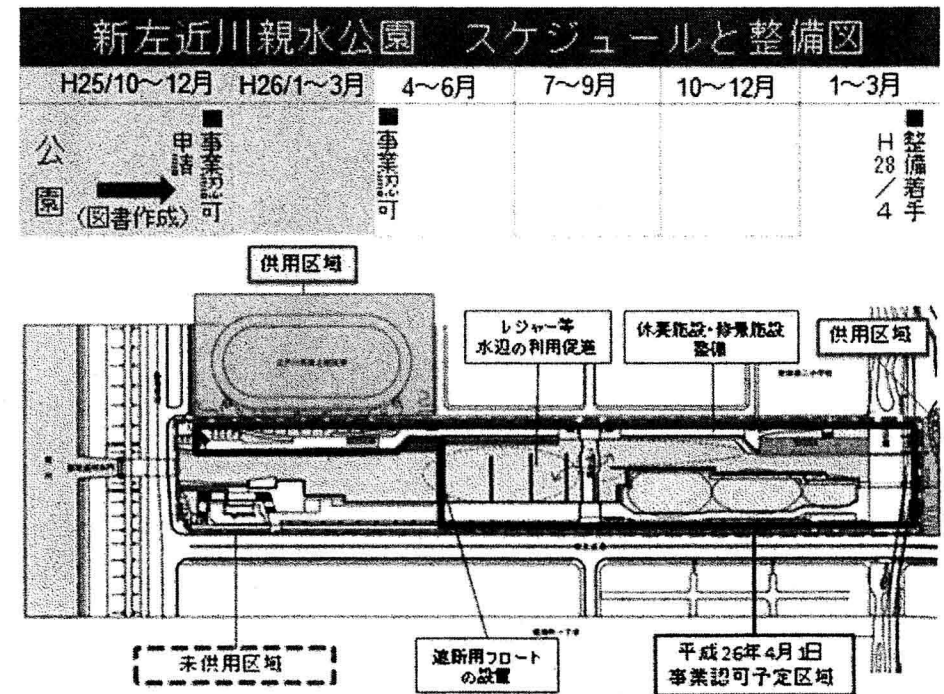 新左近川親水公園　スケジュールと整備図
H25/10～12月 H26/1～3月 4～6月 7～9月 10～12月 1～3月
公園
(図書作成)
■事業認可申請
■事業認可
■整備着手 H28/4
供用区域
レジャー等
水辺の利用促進
休養施設・修景施設
整備
供用区域
未供用区域
遮断用フロート
の設置
平成26年4月1日
事業認可予定区域